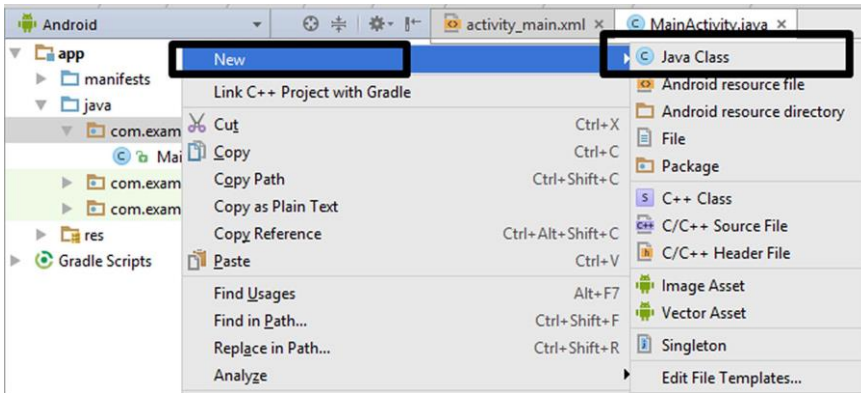 Android
activity_main.xml ×
MainActivity.java ×
app
manifests
java
com.exam
Mai
com.exam
com.exam
res
Gradle Scripts
New
Link C++ Project with Gradle
Cut Ctrl+X
Copy Ctrl+C
Copy Path Ctrl+Shift+C
Copy as Plain Text
Copy Reference Ctrl+Alt+Shift+C
Paste Ctrl+V
Find Usages Alt+F7
Find in Path... Ctrl+Shift+F
Replace in Path... Ctrl+Shift+R
Analyze
Java Class
Android resource file
Android resource directory
File
Package
C++ Class
C/C++ Source File
C/C++ Header File
Image Asset
Vector Asset
Singleton
Edit File Templates...